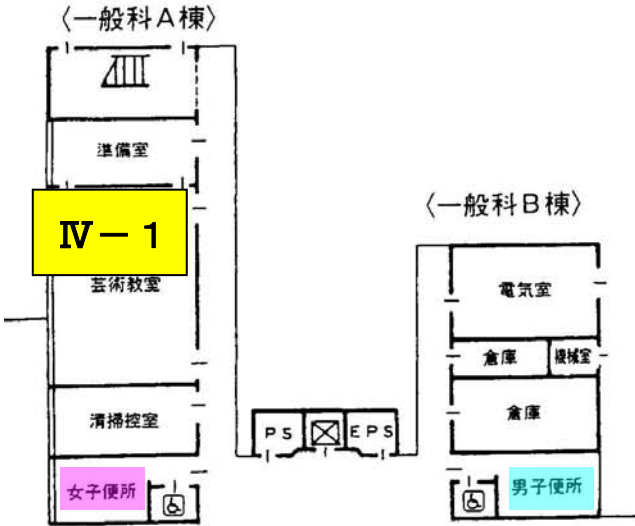 〈一般科A棟〉
準備室
Ⅳ－１
芸術教室
清掃控室
女子便所
PS
EPS
〈一般科B棟〉
電気室
倉庫
機械室
倉庫
男子便所